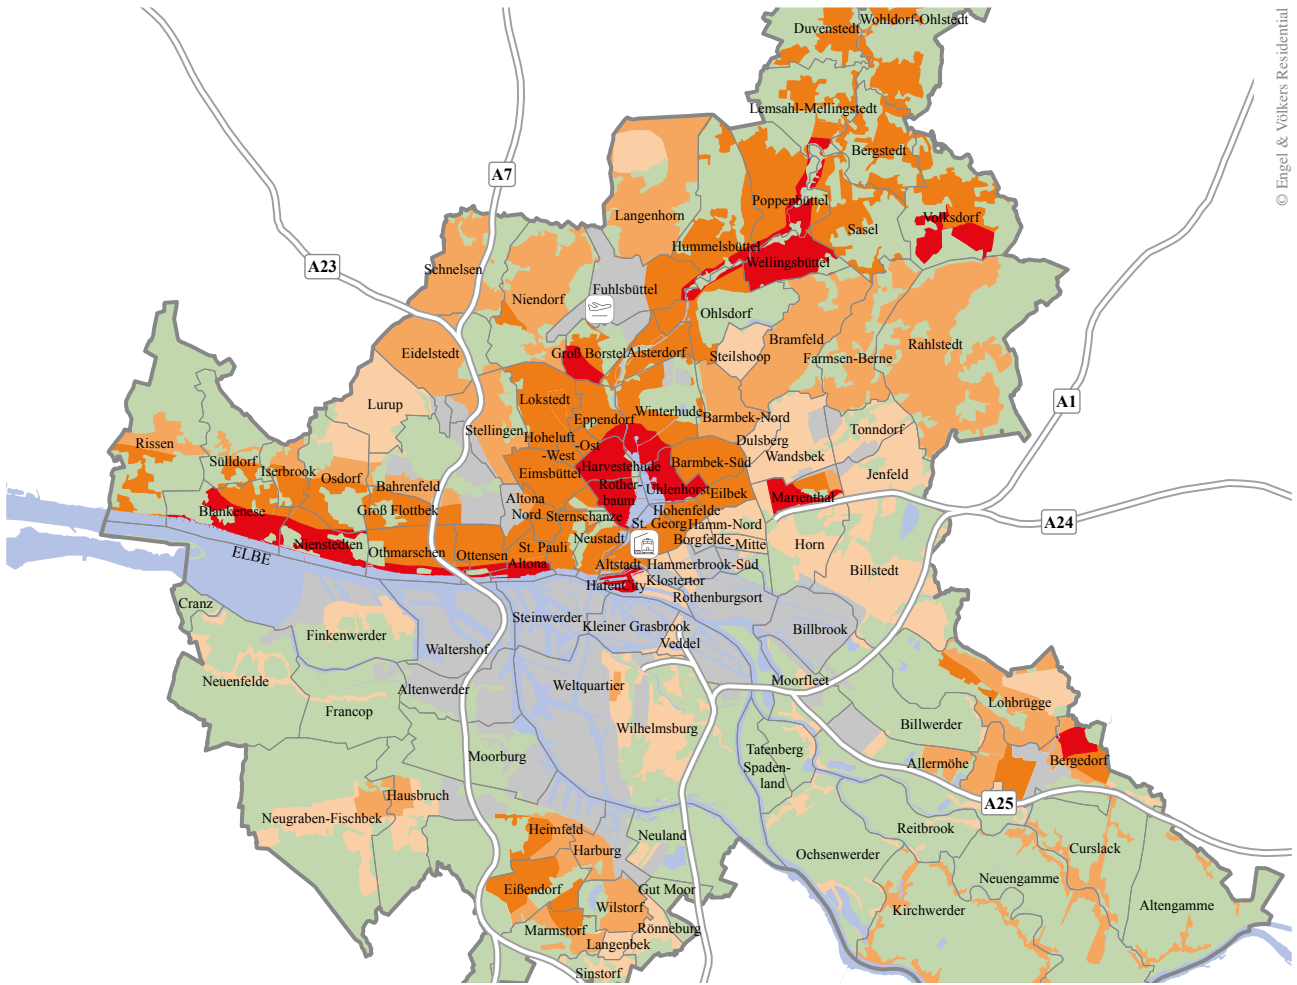 Wohldorf-Ohlstedt
Duvenstedt
© Engel & Völkers Residential
Lemsahl-Mellingstedt
Bergstedt
A7
Poppenbüttel
Langenhorn
Volksdorf
Sasel
Hummelsbüttel
Wellingsbüttel
A23
Schnelsen
Fuhlsbüttel
Niendorf
Ohlsdorf
Bramfeld
Rahlstedt
Eidelstedt
Groß Borstel
Alsterdorf
Steilshoop
Farmsen-Berne
A1
Lurup
Lokstedt
Winterhude
Eppendorf
Barmbek-Nord
Stellingen
Tonndorf
Rissen
Hoheluft
-Ost
-West
Dulsberg
Wandsbek
Sülldorf
Iserbrook
Osdorf
Eimsbüttel
Harvestehude
Barmbek-Süd
Jenfeld
Bahrenfeld
Rother-
baum
Uhlenhorst
Eilbek
Marienthal
Altona
Nord
Blankenese
Groß Flottbek
Sternschanze
Hohenfelde
St. Georg
Hamm-Nord
A24
Nienstedten
Othmarschen
Ottensen
St. Pauli
Neustadt
Borgfelde
-Mitte
Horn
ELBE
Altona
Altstadt
Hammerbrook
-Süd
Billstedt
HafenCity
Klostertor
Rothenburgsort
Cranz
Steinwerder
Kleiner Grasbrook
Billbrook
Finkenwerder
Waltershof
Veddel
Neuenfelde
Altenwerder
Weltquartier
Moorfleet
Lohbrügge
Francop
Wilhelmsburg
Billwerder
Moorburg
Tatenberg
Spaden-
land
Allermöhe
Bergedorf
Hausbruch
A25
Neugraben-Fischbek
Heimfeld
Neuland
Reitbrook
Harburg
Ochsenwerder
Curslack
Eißendorf
Gut Moor
Neuengamme
Wilstorf
Kirchwerder
Altengamme
Marmstorf
Rönneburg
Langenbek
Sinstorf